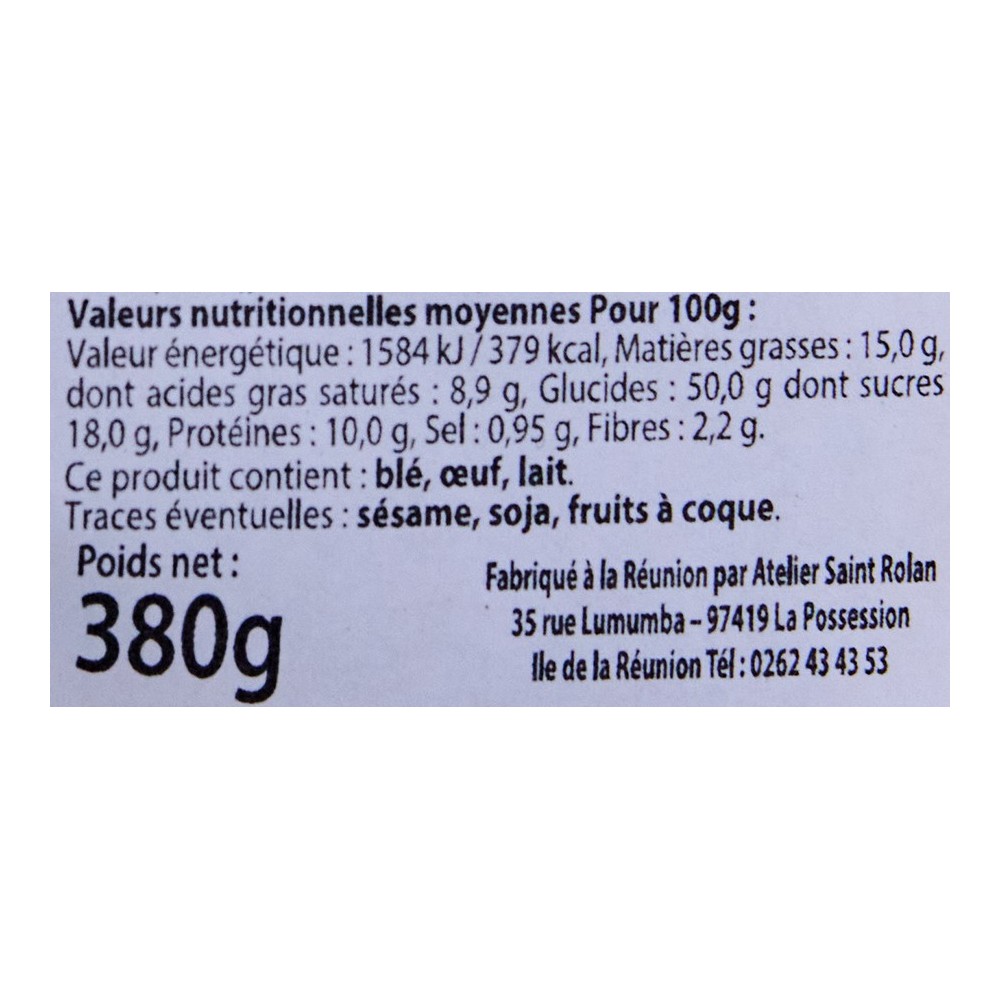 Valeurs nutritionnelles moyennes Pour 100g :
Valeur énergétique : 1584 kJ / 379 kcal, Matières grasses : 15,0 g,
dont acides gras saturés : 8,9 g, Glucides : 50,0 g dont sucres
18,0 g, Protéines : 10,0 g, Sel : 0,95 g, Fibres : 2,2 g.
Ce produit contient : blé, œuf, lait.
Traces éventuelles : sésame, soja, fruits à coque.
Poids net :
380g
Fabriqué à la Réunion par Atelier Saint Rolan
35 rue Lumumba – 97419 La Possession
Ile de la Réunion Tél : 0262 43 43 53